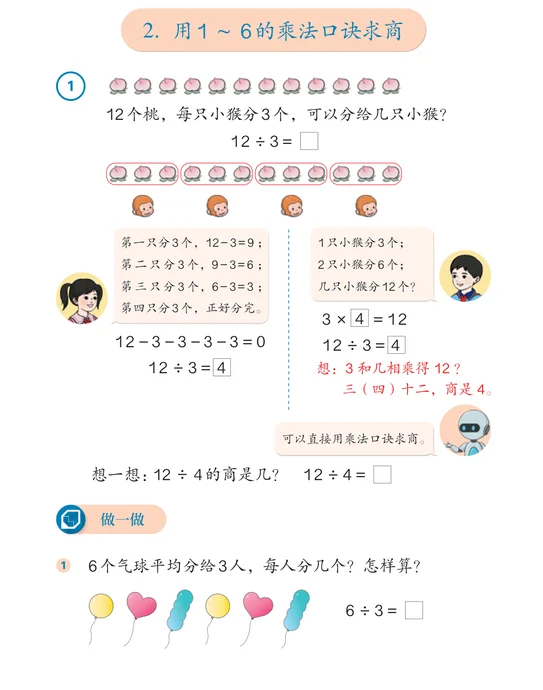 2. 用1～6的乘法口诀求商
1
12个桃，每只小猴分3个，可以分给几只小猴？
12÷3=□
第一只分3个，12-3=9；
第二只分3个，9-3=6；
第三只分3个，6-3=3；
第四只分3个，正好分完。
12-3-3-3-3=0
12÷3=4
1只小猴分3个；
2只小猴分6个；
几只小猴分12个？
3×4=12
12÷3=4
想：3和几相乘得12？
三（四）十二，商是4。
可以直接用乘法口诀求商。
想一想：12÷4的商是几？ 12÷4=□
做一做
1 6个气球平均分给3人，每人分几个？怎样算？
6÷3=□